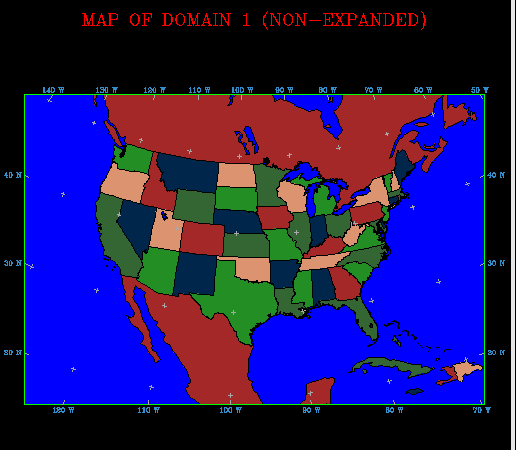 MAP OF DOMAIN 1 (NON-EXPANDED)
140 W 130 W 120 W 110 W 100 W 90 W 80 W 70 W 60 W 50 W
40 N 40 N
30 N 30 N
20 N 20 N
120 W 110 W 100 W 90 W 80 W 70 W